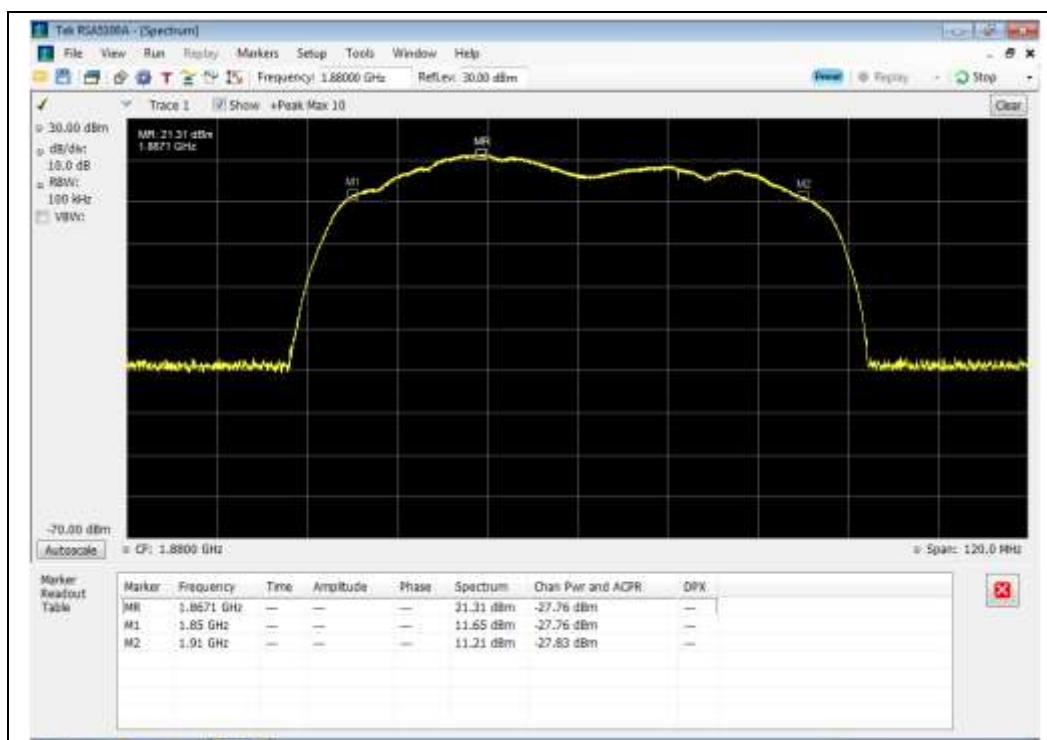 Tek RSA5100A - [Spectrum]
File View Run Replay Markers Setup Tools Window Help
Frequency: 1.88000 GHz RefLev: 30.00 dBm Preset Replay Stop
Trace 1 Show +Peak Max 10 Clear
30.00 dBm
dB/div:
10.0 dB
RBW:
100 kHz
VBW:
MR: 21.31 dBm
1.8671 GHz
MR
M1
M2
-70.00 dBm
Autoscale CF: 1.8800 GHz Span: 120.0 MHz
Marker
Readout
Table
Marker Frequency Time Amplitude Phase Spectrum Chan Pwr and ACPR DPX
MR 1.8671 GHz --- --- --- 21.31 dBm -27.76 dBm ---
M1 1.85 GHz --- --- --- 11.65 dBm -27.76 dBm ---
M2 1.91 GHz --- --- --- 11.21 dBm -27.83 dBm ---